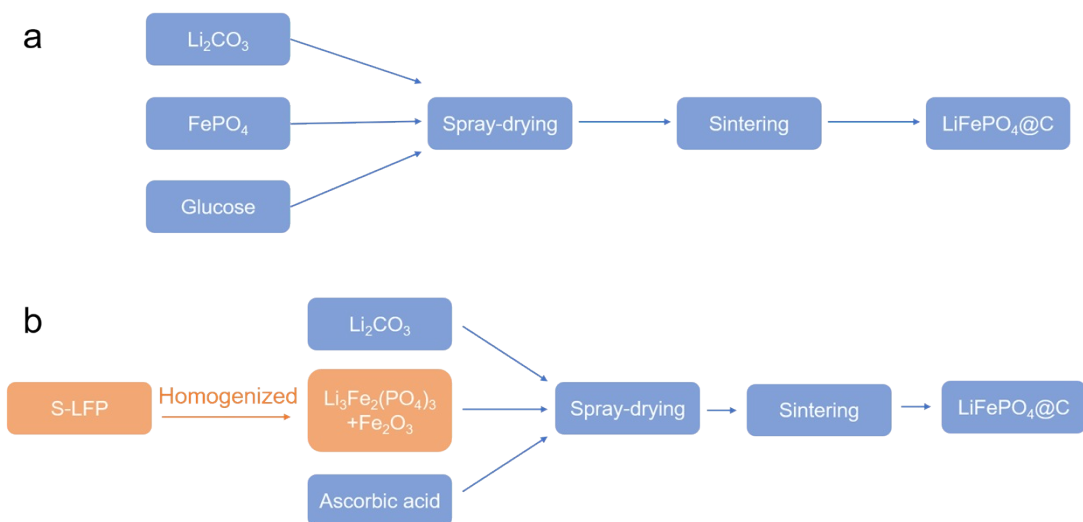 a
Li₂CO₃
FePO₄
Glucose
Spray-drying
Sintering
LiFePO₄@C
b
S-LFP
Homogenized
Li₂CO₃
Li₃Fe₂(PO₄)₃
+Fe₂O₃
Ascorbic acid
Spray-drying
Sintering
LiFePO₄@C